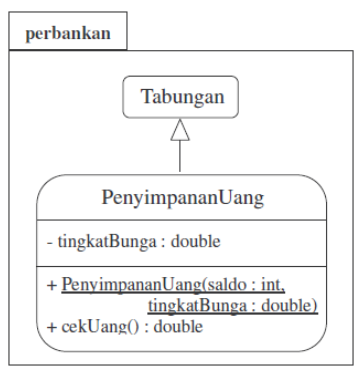 perbankan
Tabungan
PenyimpananUang
- tingkatBunga : double
+ PenyimpananUang(saldo : int,
tingkatBunga : double)
+ cekUang() : double